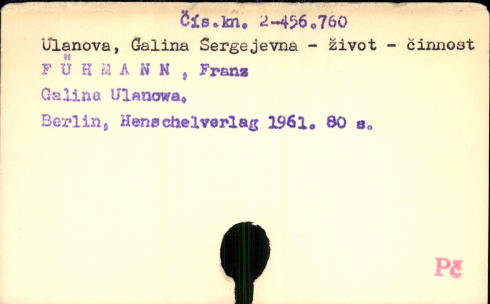 Čís.kn. 2-456.760
Ulanova, Galina Sergejevna - život - činnost
FÜHMANN, Franz
Galina Ulanowa.
Berlin, Henschelverlag 1961. 80 s.
Pč